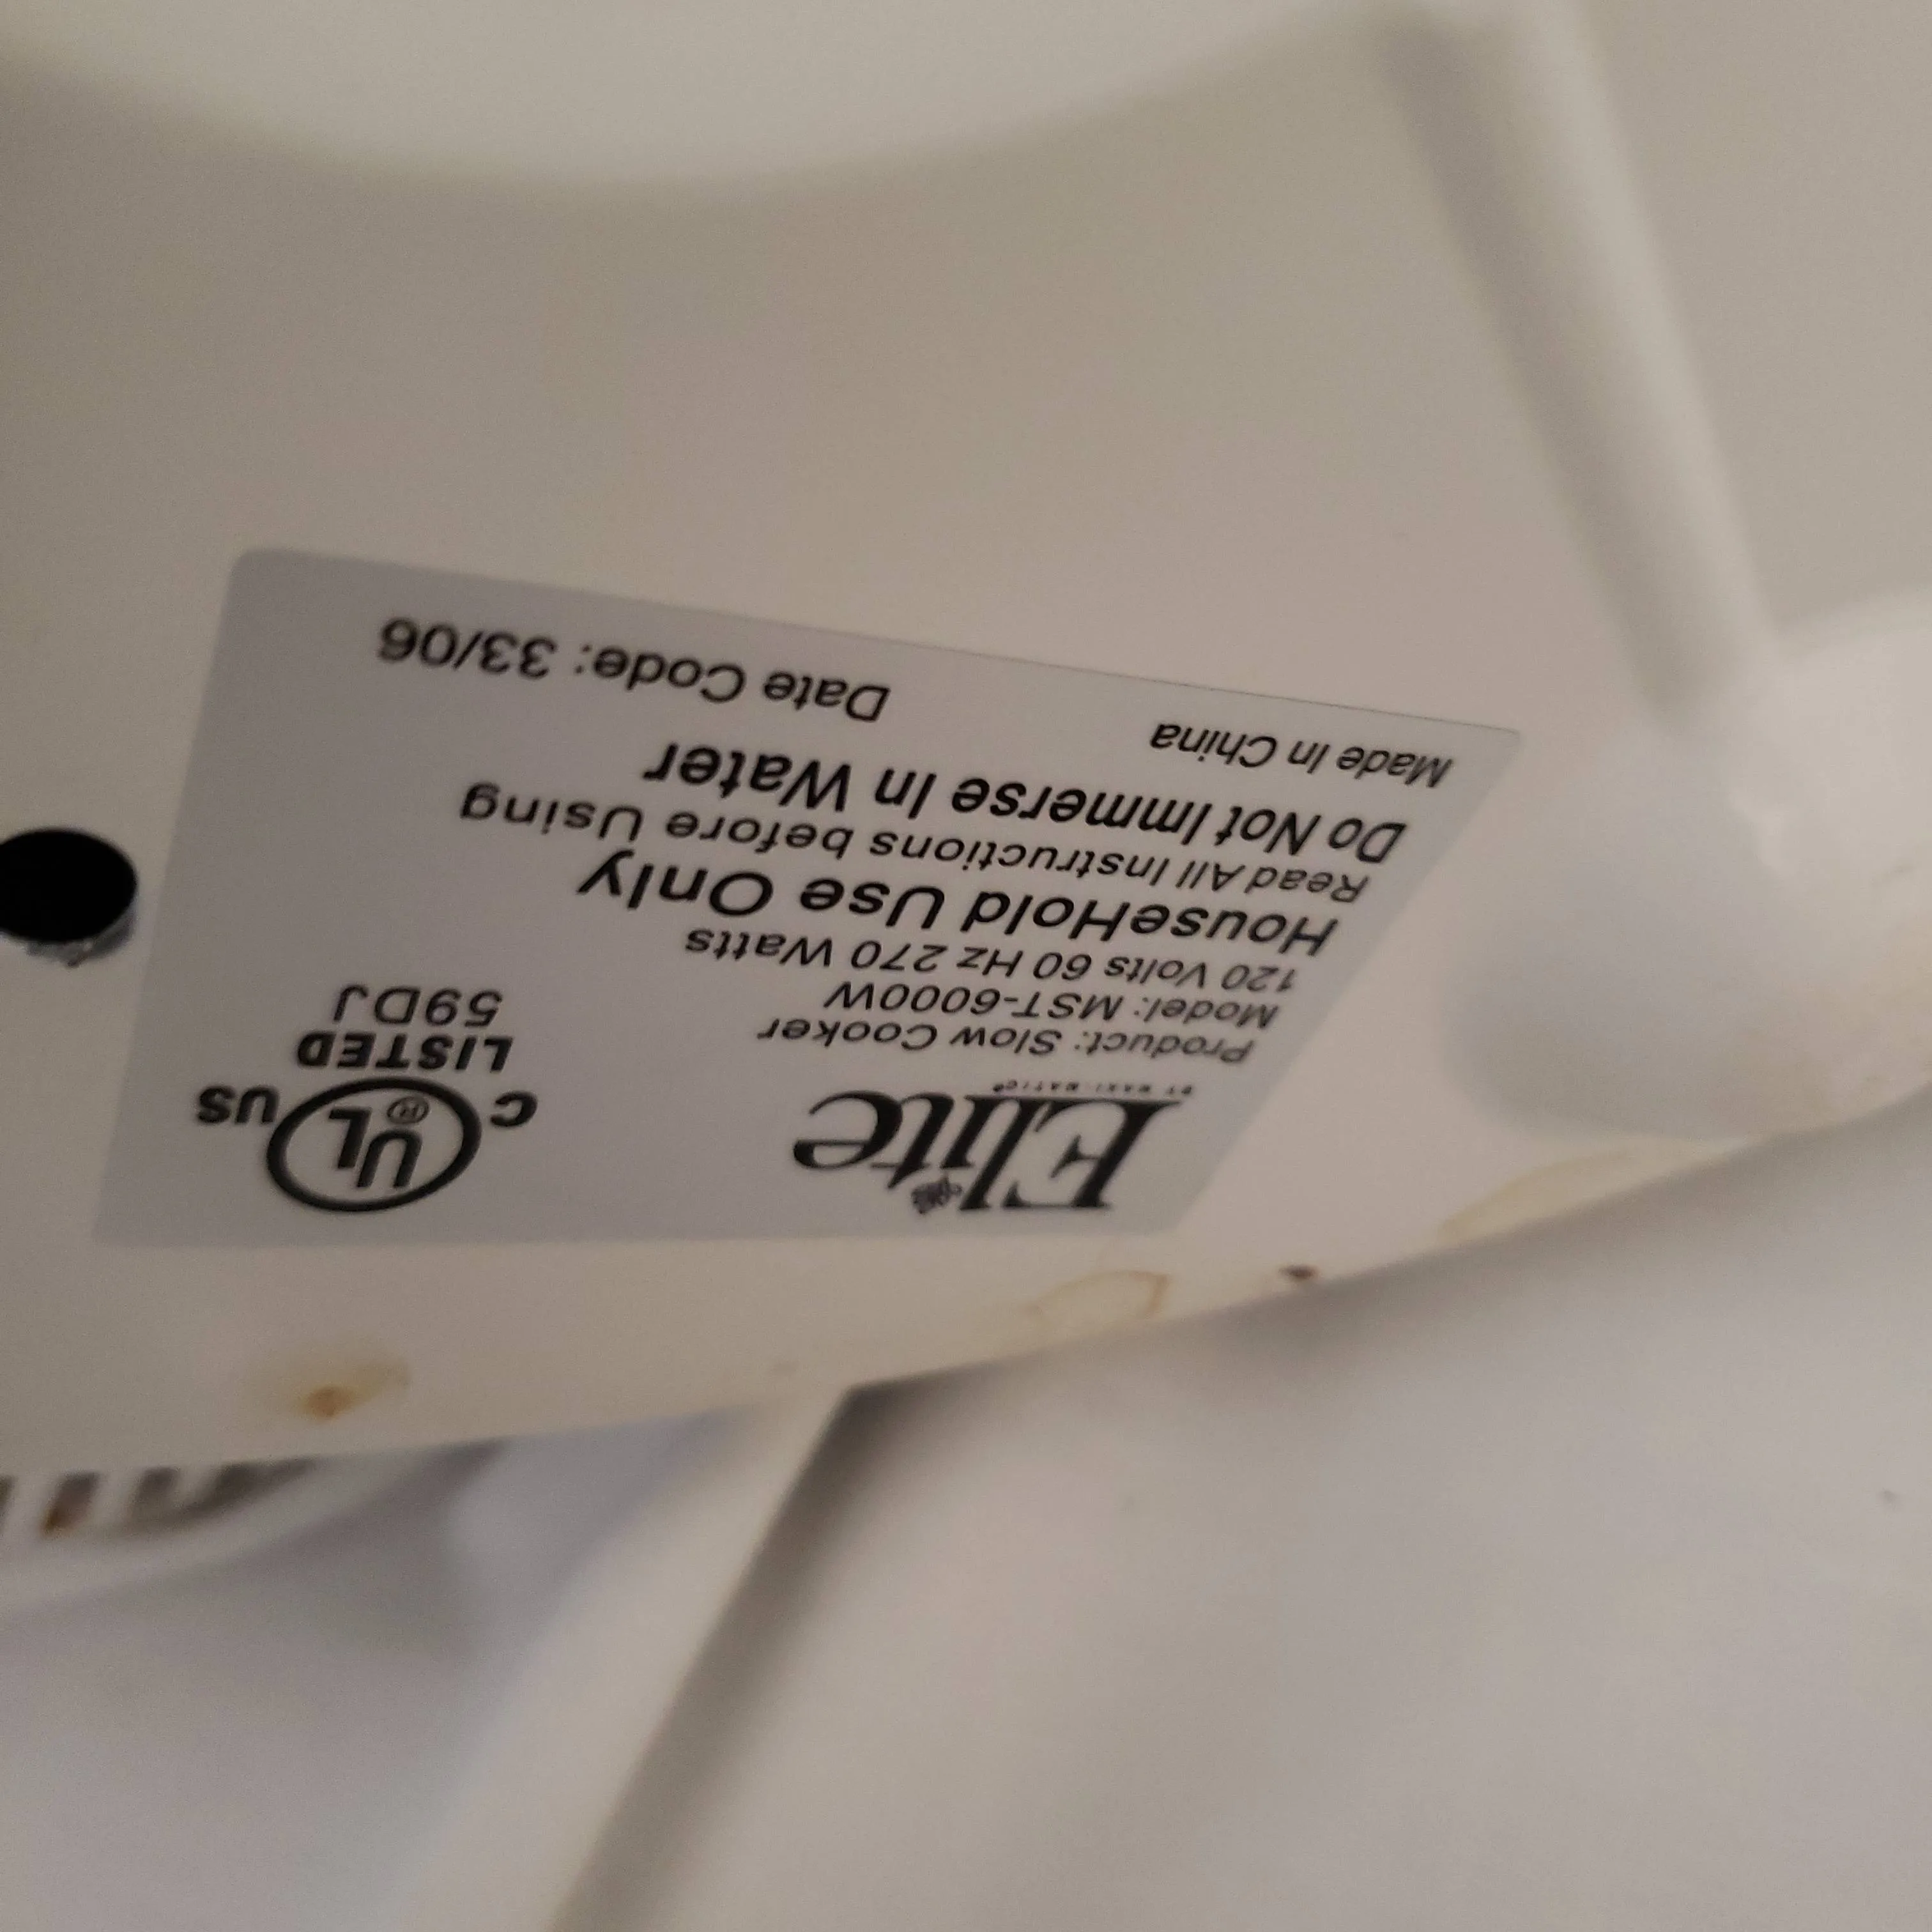 Elite
BY MAXI-MATIC®
Product: Slow Cooker
Model: MST-6000W
120 Volts 60 Hz 270 Watts
HouseHold Use Only
Read All Instructions before Using
Do Not Immerse In Water
Made In China
Date Code: 33/06
C UL® US
LISTED
59DJ